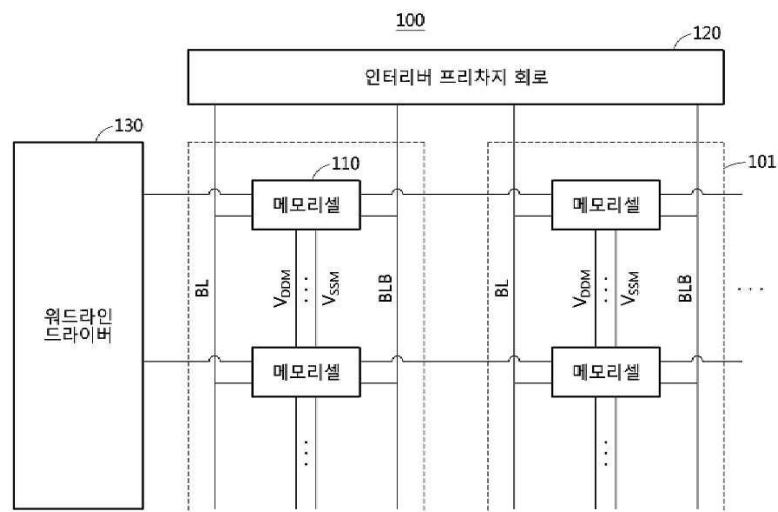 100
120
인터리버 프리차지 회로
130
110
101
메모리셀
메모리셀
BL
VDDM
...
VSSM
BLB
BL
VDDM
...
VSSM
BLB
...
워드라인
드라이버
메모리셀
메모리셀
...
...